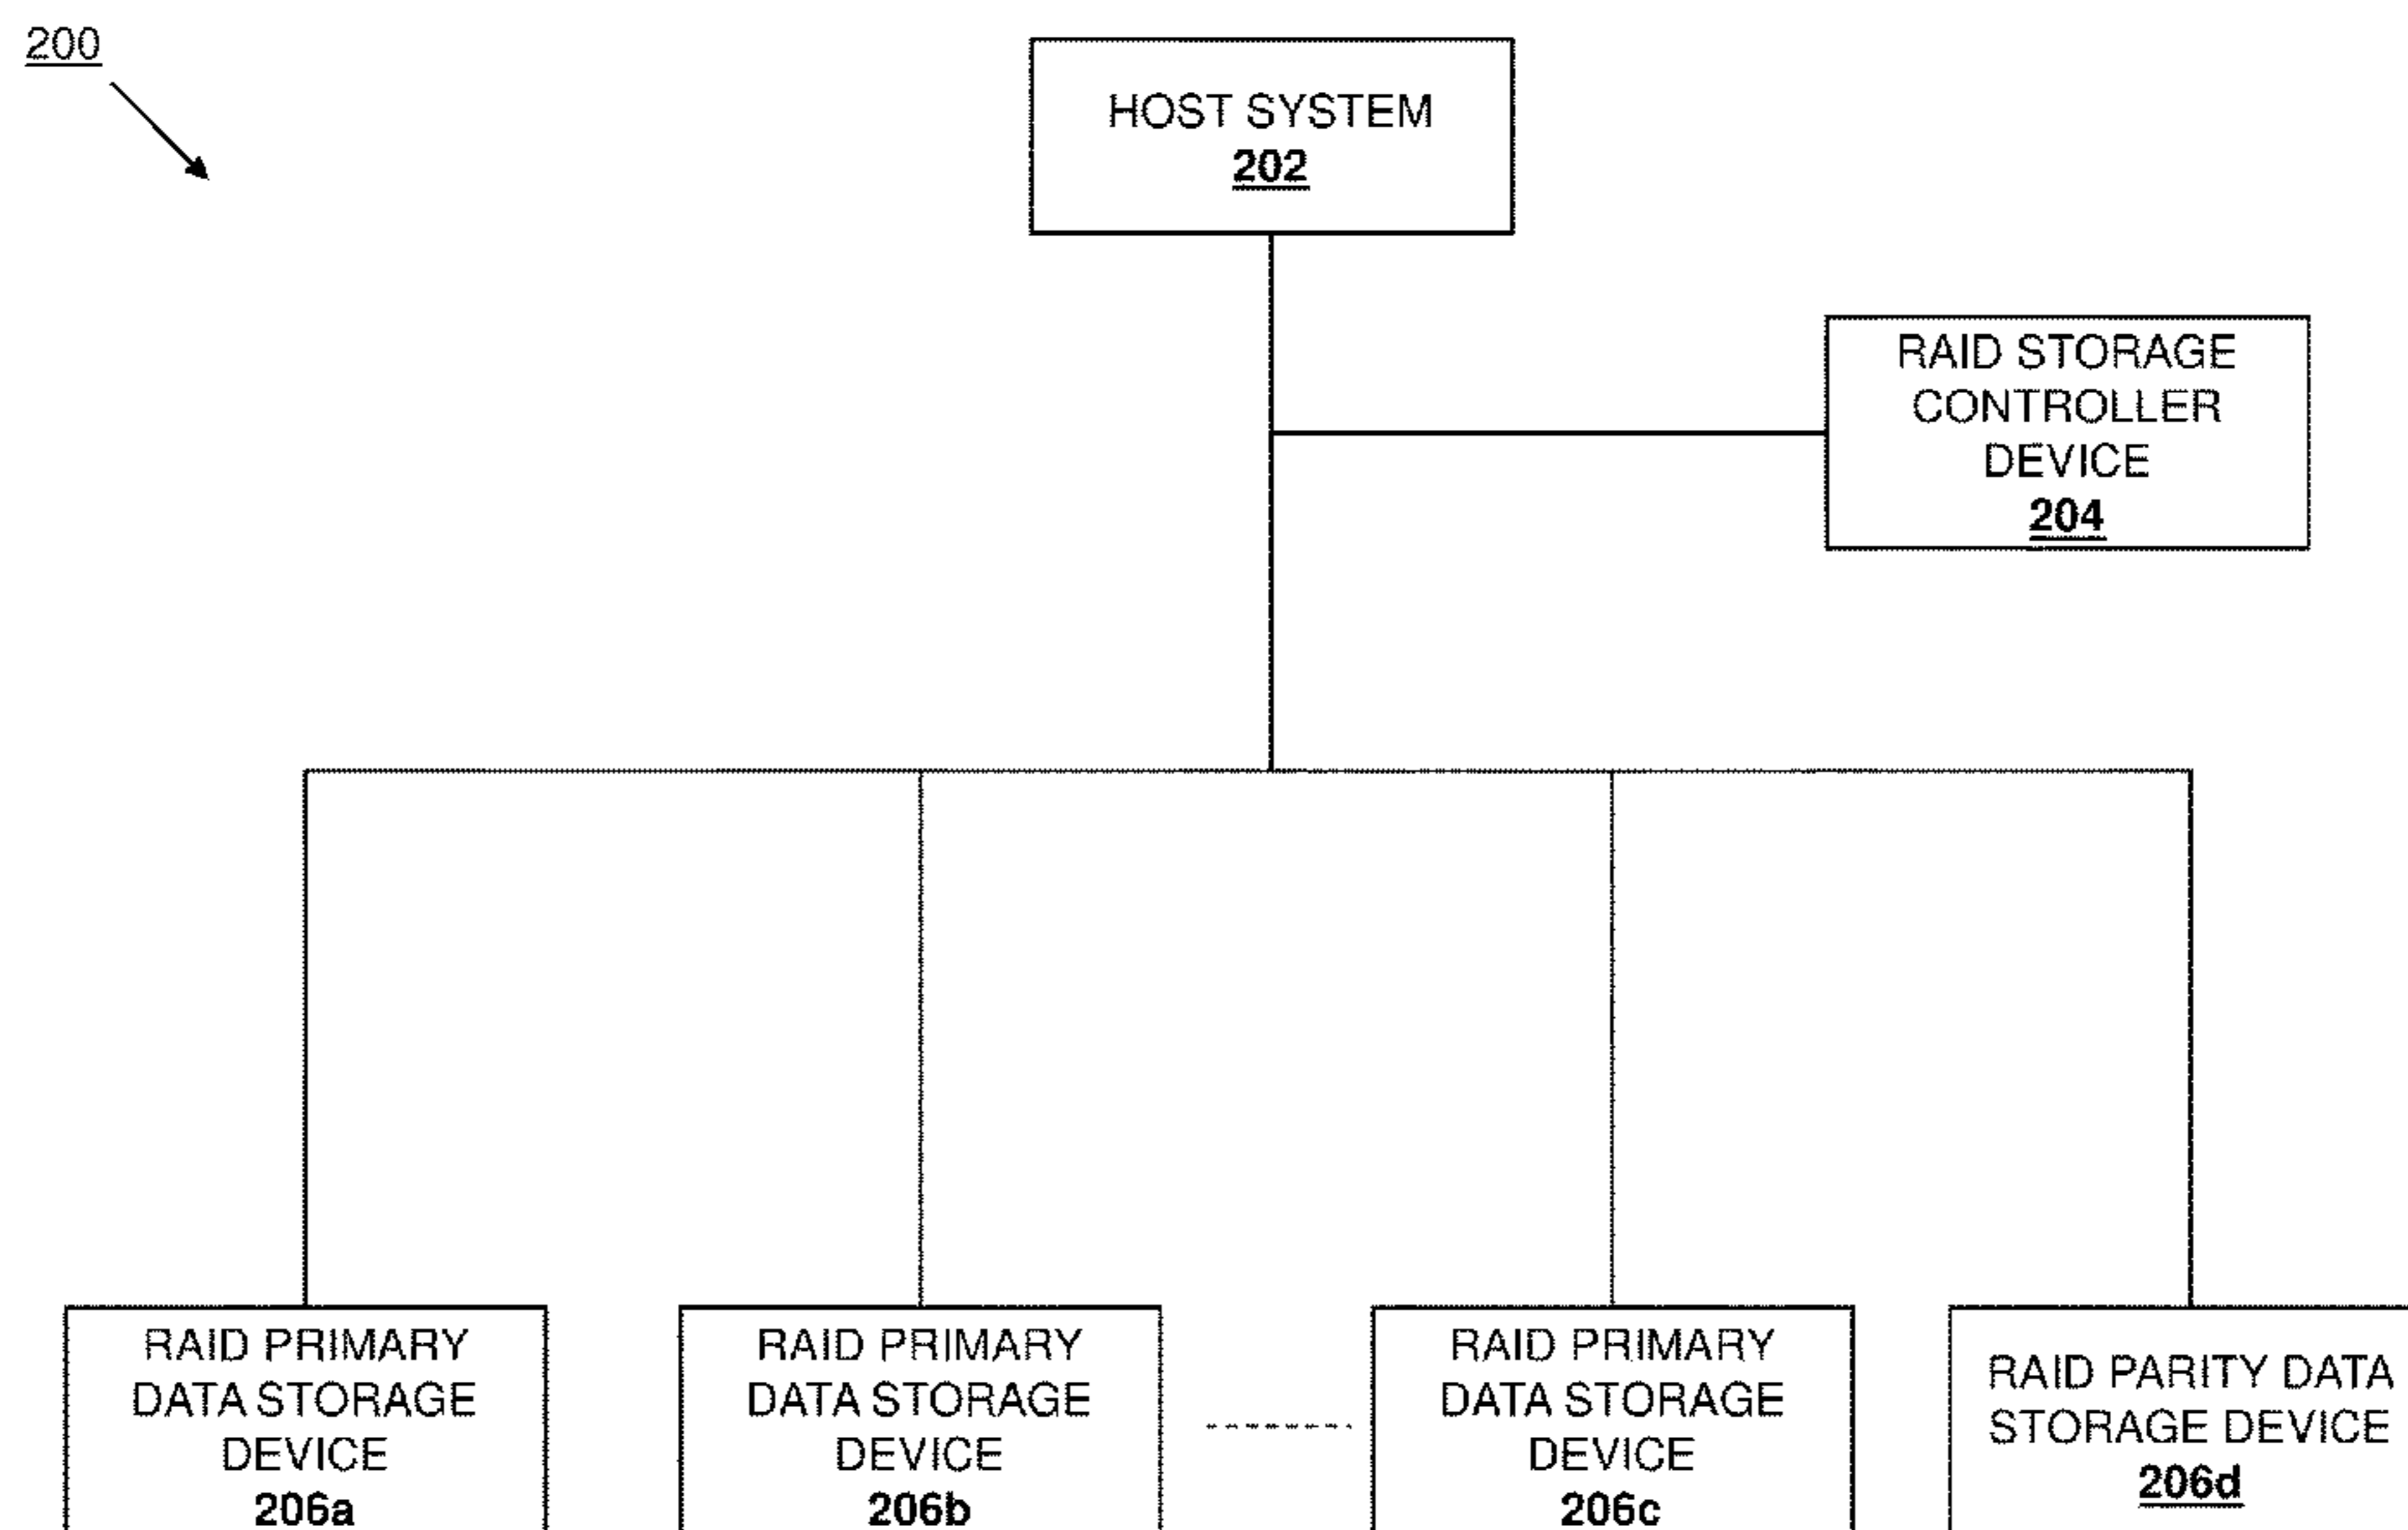 200
HOST SYSTEM
202
RAID STORAGE
CONTROLLER
DEVICE
204
RAID PRIMARY
DATA STORAGE
DEVICE
206a
RAID PRIMARY
DATA STORAGE
DEVICE
206b
RAID PRIMARY
DATA STORAGE
DEVICE
206c
RAID PARITY DATA
STORAGE DEVICE
206d